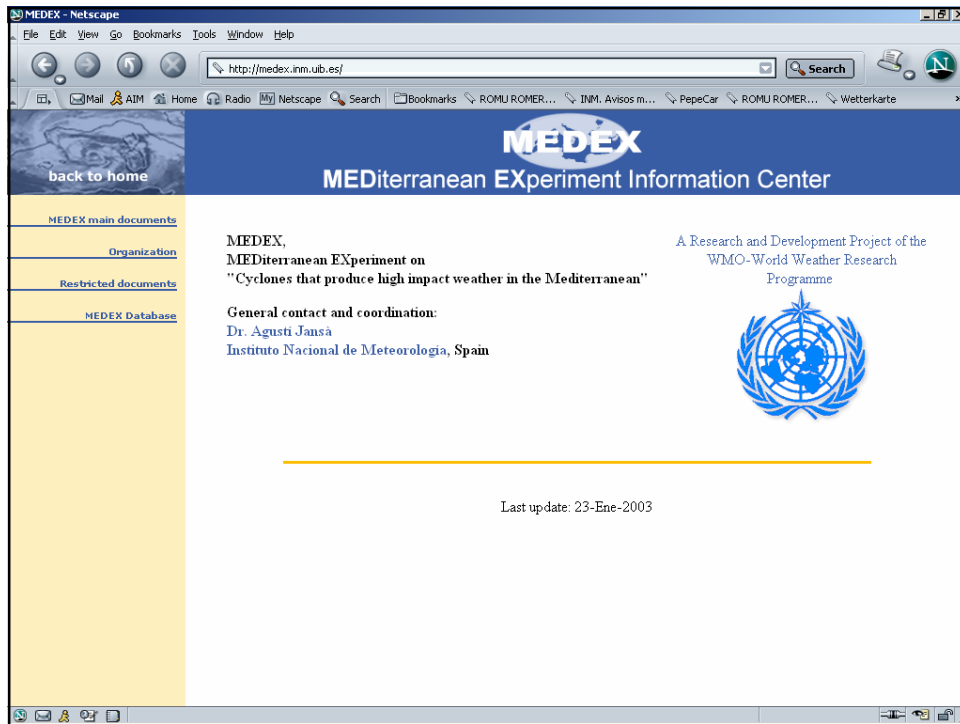 MEDEX - Netscape
File Edit View Go Bookmarks Tools Window Help
http://medex.inm.uib.es/
Search
N
Mail AIM Home Radio My Netscape Search Bookmarks ROMU ROMER... INM. Avisos m... PepeCar ROMU ROMER... Wetterkarte
back to home
MEDEX
MEDiterranean EXperiment Information Center
MEDEX main documents
Organization
Restricted documents
MEDEX Database
MEDEX,
MEDiterranean EXperiment on
"Cyclones that produce high impact weather in the Mediterranean"
General contact and coordination:
Dr. Agustí Jansà
Instituto Nacional de Meteorología, Spain
A Research and Development Project of the
WMO-World Weather Research
Programme
Last update: 23-Ene-2003